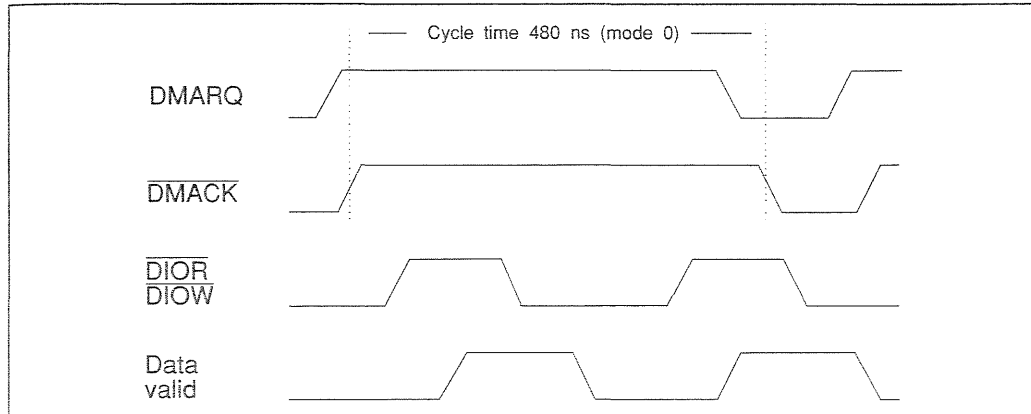 Cycle time 480 ns (mode 0)
DMARQ
DMACK
DIOR
DIOW
Data
valid